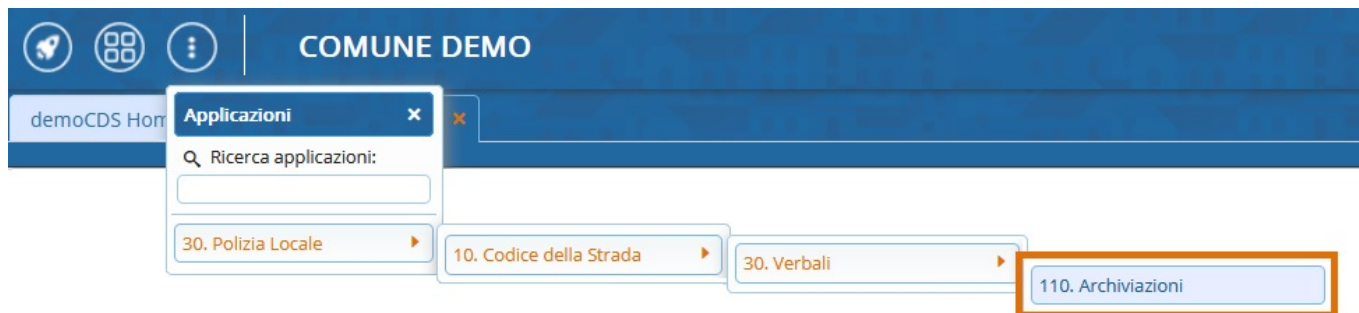 COMUNE DEMO
demoCDS Hom
Applicazioni
Ricerca applicazioni:
30. Polizia Locale
10. Codice della Strada
30. Verbali
110. Archiviazioni